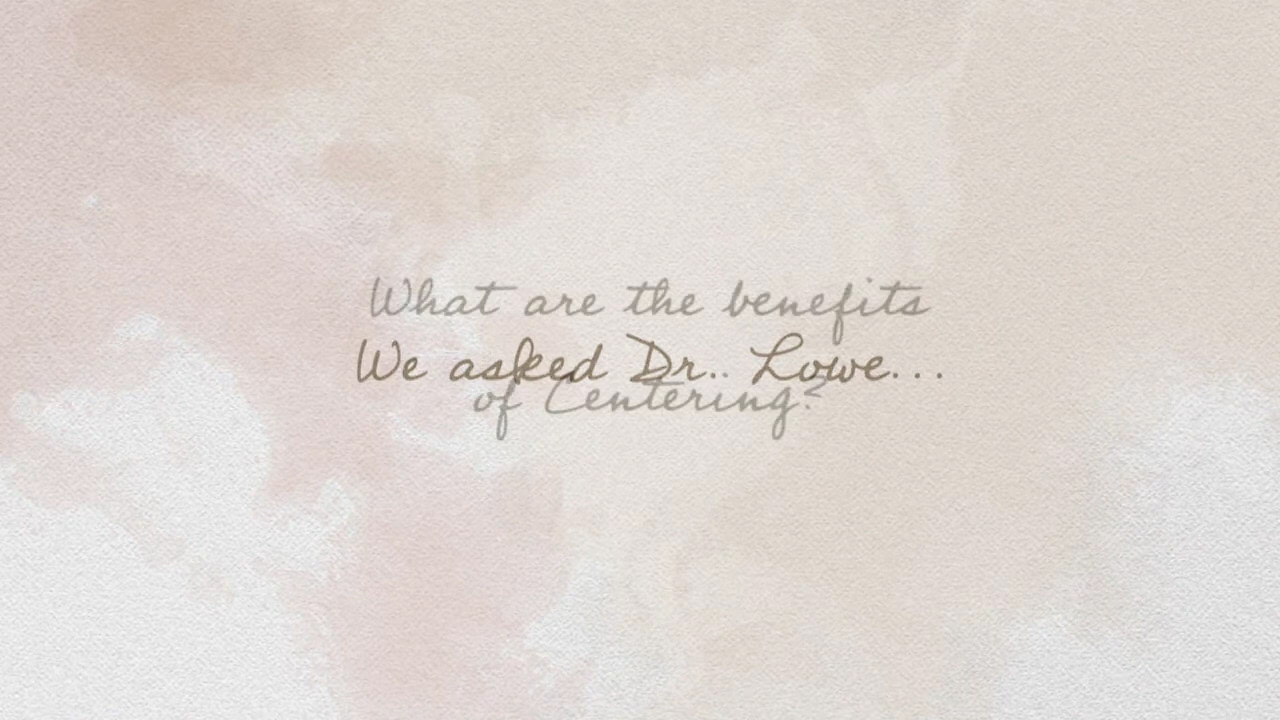 What are the benefits
We asked Dr.. Lowe...
of Centering?